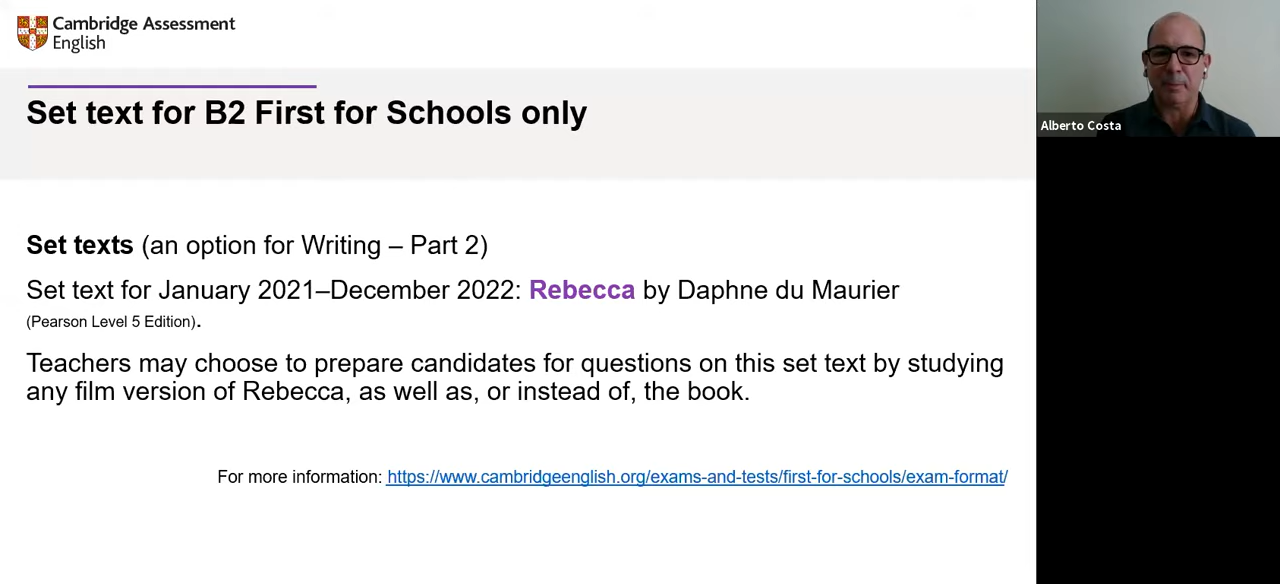 Cambridge Assessment
English
Set text for B2 First for Schools only
Set texts (an option for Writing – Part 2)
Set text for January 2021–December 2022: Rebecca by Daphne du Maurier
(Pearson Level 5 Edition).
Teachers may choose to prepare candidates for questions on this set text by studying
any film version of Rebecca, as well as, or instead of, the book.
For more information: https://www.cambridgeenglish.org/exams-and-tests/first-for-schools/exam-format/
Alberto Costa